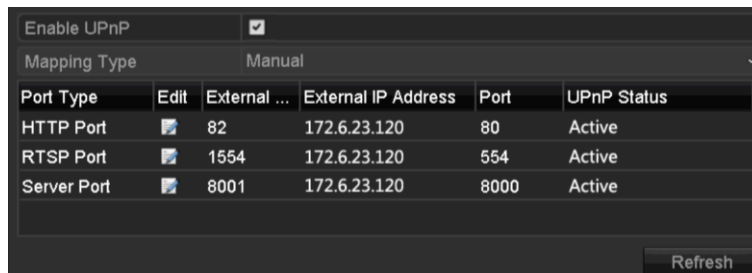 Enable UPnP
Mapping Type Manual
Port Type Edit External ... External IP Address Port UPnP Status
HTTP Port 82 172.6.23.120 80 Active
RTSP Port 1554 172.6.23.120 554 Active
Server Port 8001 172.6.23.120 8000 Active
Refresh